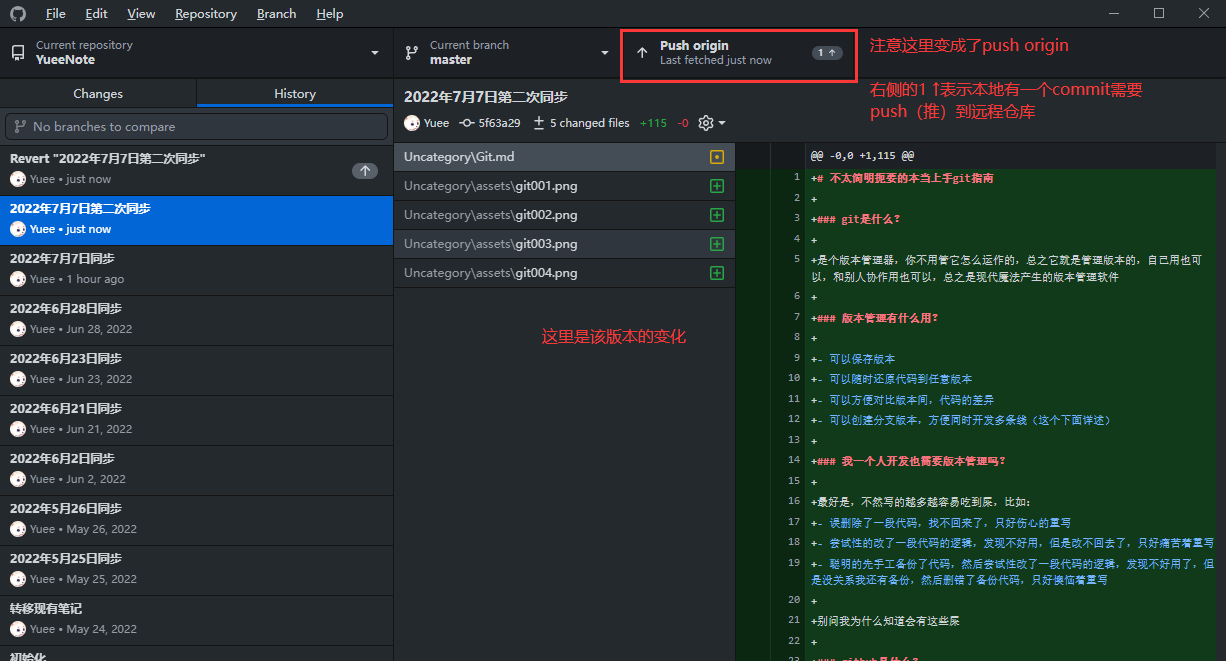 File Edit View Repository Branch Help
Current repository
YueeNote
Current branch
master
Push origin
Last fetched just now
1
注意这里变成了push origin
右侧的1↑表示本地有一个commit需要
push（推）到远程仓库
Changes History
No branches to compare
Revert "2022年7月7日第二次同步"
Yuee • just now
2022年7月7日第二次同步
Yuee • just now
2022年7月7日同步
Yuee • 1 hour ago
2022年6月28日同步
Yuee • Jun 28, 2022
2022年6月23日同步
Yuee • Jun 23, 2022
2022年6月21日同步
Yuee • Jun 21, 2022
2022年6月2日同步
Yuee • Jun 2, 2022
2022年5月26日同步
Yuee • May 26, 2022
2022年5月25日同步
Yuee • May 25, 2022
转移现有笔记
Yuee • May 24, 2022
初始化
2022年7月7日第二次同步
Yuee 5f63a29 5 changed files +115 -0
Uncategory\Git.md
Uncategory\assets\git001.png
Uncategory\assets\git002.png
Uncategory\assets\git003.png
Uncategory\assets\git004.png
这里是该版本的变化
@@ -0,0 +1,115 @@
1 +# 不太简明扼要的本当上手git指南
2 +
3 +### git是什么?
4 +
5 +是个版本管理器，你不用管它怎么运作的，总之它就是管理版本的，自己用也可
以，和别人协作用也可以，总之是现代魔法产生的版本管理软件
6 +
7 +### 版本管理有什么用?
8 +
9 +- 可以保存版本
10 +- 可以随时还原代码到任意版本
11 +- 可以方便对比版本间，代码的差异
12 +- 可以创建分支版本，方便同时开发多条线（这个下面详述）
13 +
14 +### 我一个人开发也需要版本管理吗?
15 +
16 +最好是，不然写的越多越容易吃到屎，比如:
17 +- 误删除了一段代码，找不回来了，只好伤心的重写
18 +- 尝试性的改了一段代码的逻辑，发现不好用，但是改不回去了，只好痛苦着重写
19 +- 聪明的先手工备份了代码，然后尝试性改了一段代码的逻辑，发现不好用了，但
是没关系我还有备份，然后删错了备份代码，只好懊恼着重写
20 +
21 +别问我为什么知道会有这些屎
22 +
23 +### github是什么?